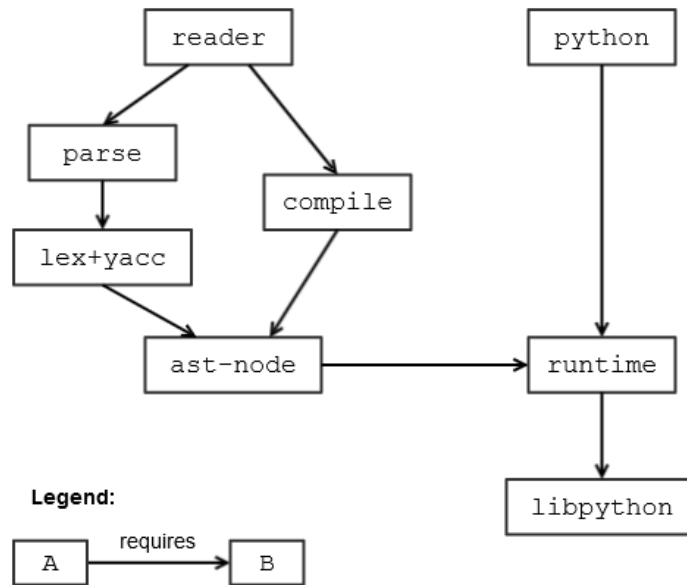 reader
python
parse
compile
lex+yacc
ast-node
runtime
libpython
Legend:
requires
A
B